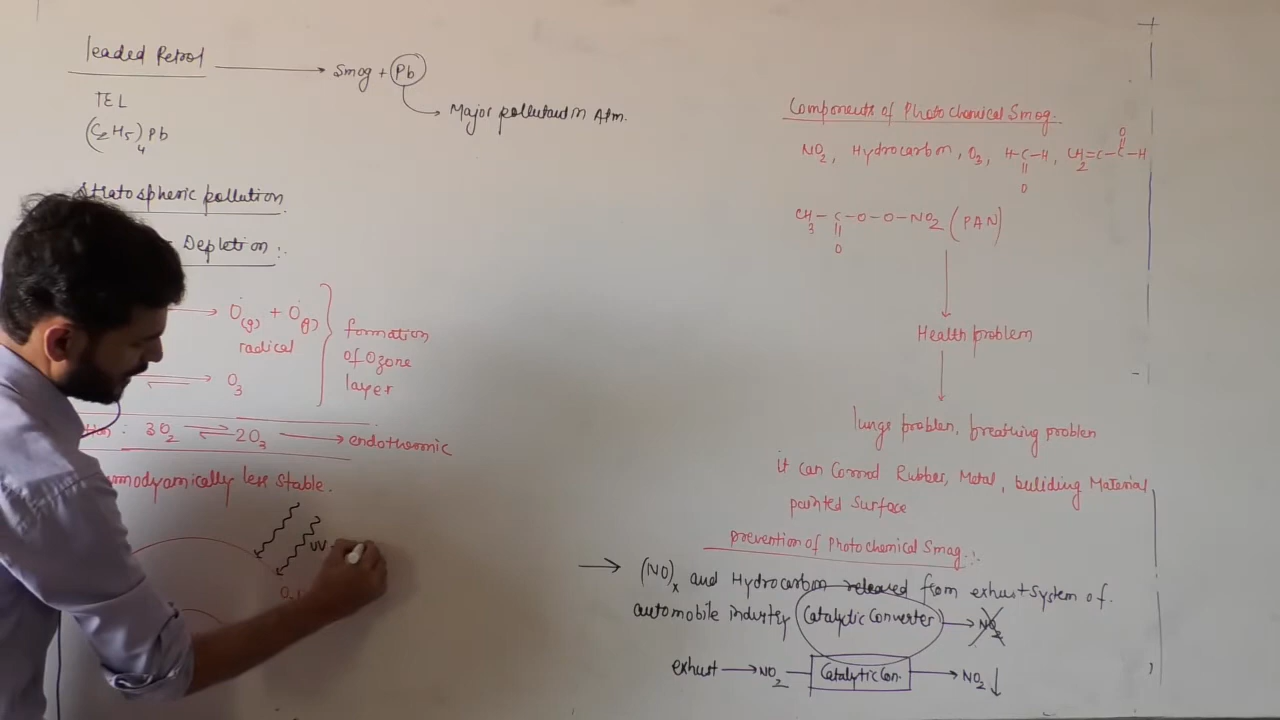 leaded Petrol → Smog + Pb
TEL
(C2H5)4 Pb
Major pollutant in Atm.
Stratospheric pollution
Depletion :-
→ O(g) + O(g)
radical
⇌ O3
formation
of Ozone
layer
: 3O2 ⇌ 2O3 → endothermic
less stable.
UV
Components of Photochemical Smog.
NO2, Hydrocarbon, O3, H-C-H, CH2=C-C-H
O
O
CH3-C-O-O-NO2 (PAN)
O
Health problem
lungs problem, breathing problem
it can Corrod Rubber, Metal, buliding Material,
painted Surface
prevention of Photochemical Smag.:.
→ (NO)x and Hydrocarbon released from exhust System of.
automobile industry Catalytic Converter → NO2
exhust → NO2 - Catalytic Con. → NO2 ↓